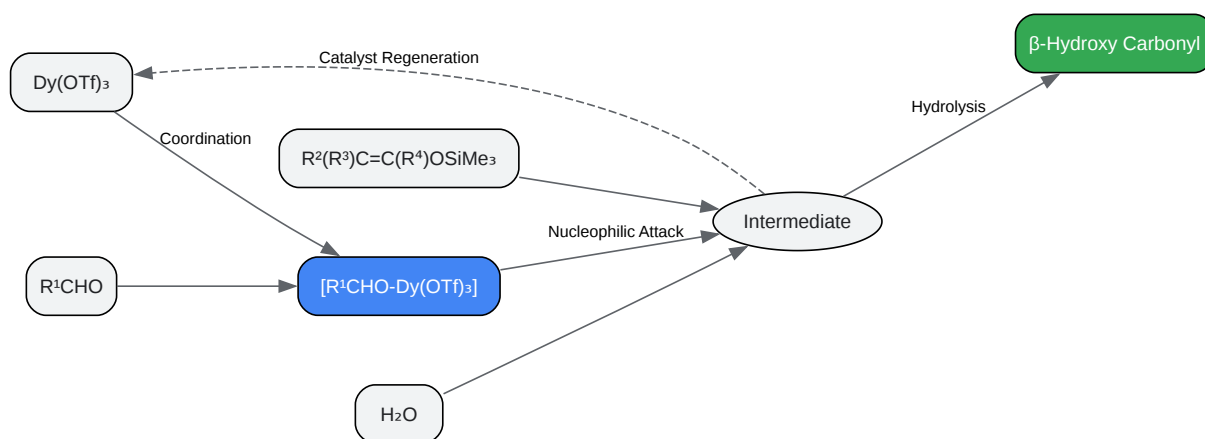 β-Hydroxy Carbonyl
Catalyst Regeneration
Dy(OTf)₃
Hydrolysis
Coordination
R²(R³)C=C(R⁴)OSiMe₃
Intermediate
Nucleophilic Attack
R¹CHO
[R¹CHO-Dy(OTf)₃]
H₂O